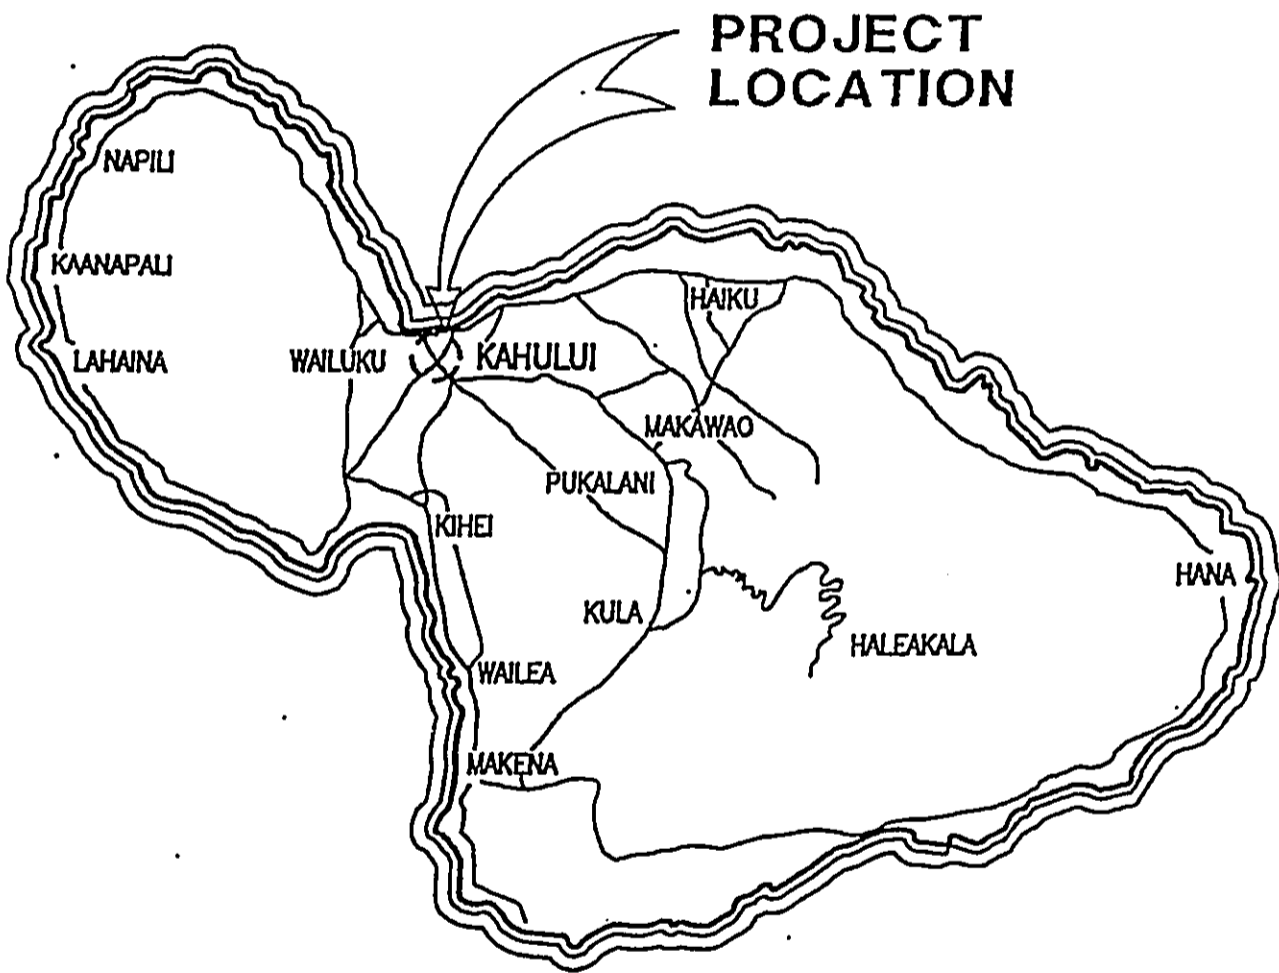 PROJECT
LOCATION
NAPILI
KAANAPALI
HAIKU
LAHAINA
WAILUKU
KAHULUI
MAKAWAO
PUKALANI
KIHEI
HANA
KULA
HALEAKALA
WAILEA
MAKENA